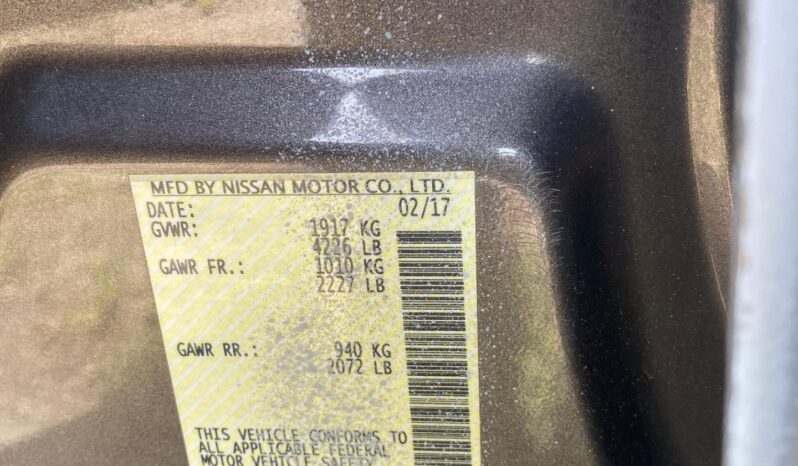 MFD BY NISSAN MOTOR CO., LTD.
DATE: 02/17
GVWR: 1917 KG
4226 LB
GAWR FR.: 1010 KG
2227 LB
GAWR RR.: 940 KG
2072 LB
THIS VEHICLE CONFORMS TO
ALL APPLICABLE FEDERAL
MOTOR VEHICLE SAFETY